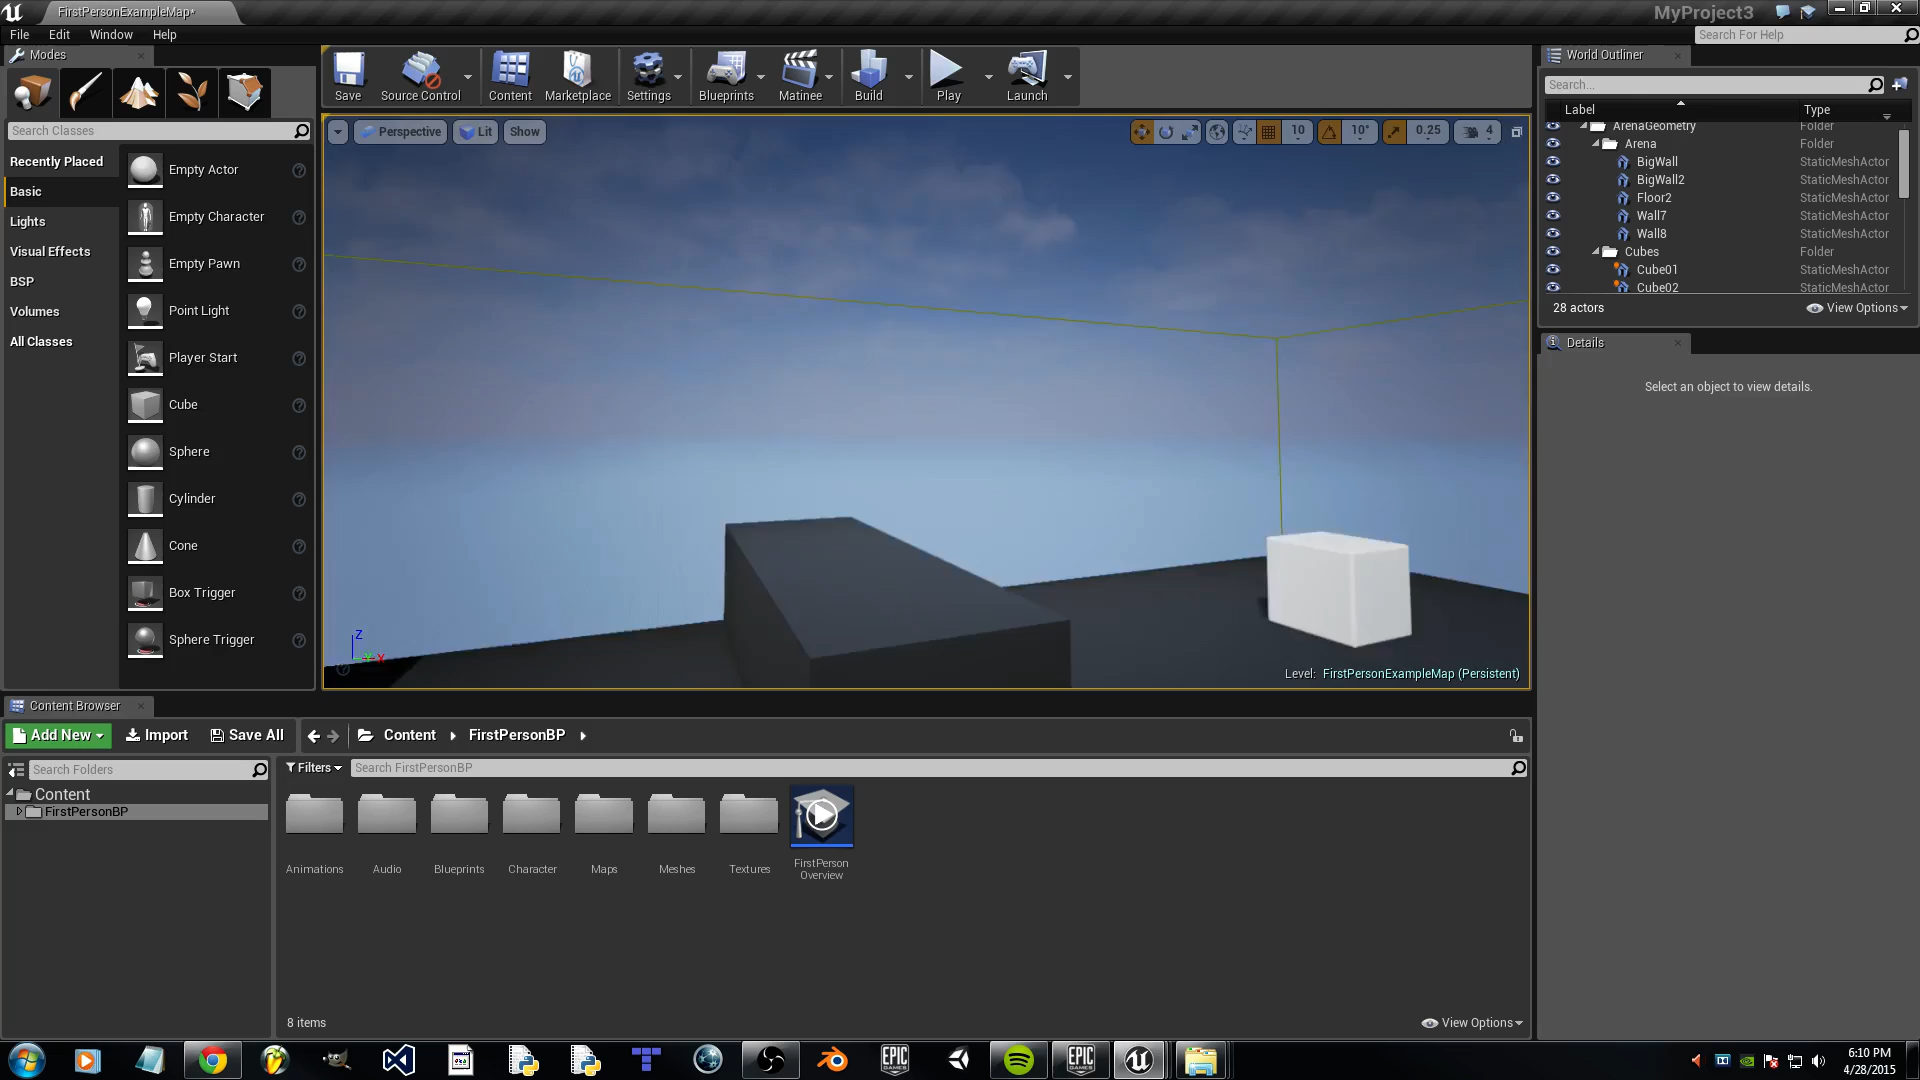 FirstPersonExampleMap*
MyProject3
File Edit Window Help
Search For Help
Modes
Search Classes
Recently Placed
Basic
Lights
Visual Effects
BSP
Volumes
All Classes
Empty Actor
Empty Character
Empty Pawn
Point Light
Player Start
Cube
Sphere
Cylinder
Cone
Box Trigger
Sphere Trigger
Save Source Control Content Marketplace Settings Blueprints Matinee Build Play Launch
Perspective Lit Show
10 10° 0.25 4
Z
Y X
Level: FirstPersonExampleMap (Persistent)
World Outliner
Search...
Label Type
ArenaGeometry Folder
Arena Folder
BigWall StaticMeshActor
BigWall2 StaticMeshActor
Floor2 StaticMeshActor
Wall7 StaticMeshActor
Wall8 StaticMeshActor
Cubes Folder
Cube01 StaticMeshActor
Cube02 StaticMeshActor
28 actors View Options
Details
Select an object to view details.
Content Browser
Add New Import Save All Content FirstPersonBP
Search Folders
Content
FirstPersonBP
Filters Search FirstPersonBP
Animations Audio Blueprints Character Maps Meshes Textures FirstPerson
Overview
8 items View Options
EPIC
GAMES
EPIC
GAMES
6:10 PM
4/28/2015